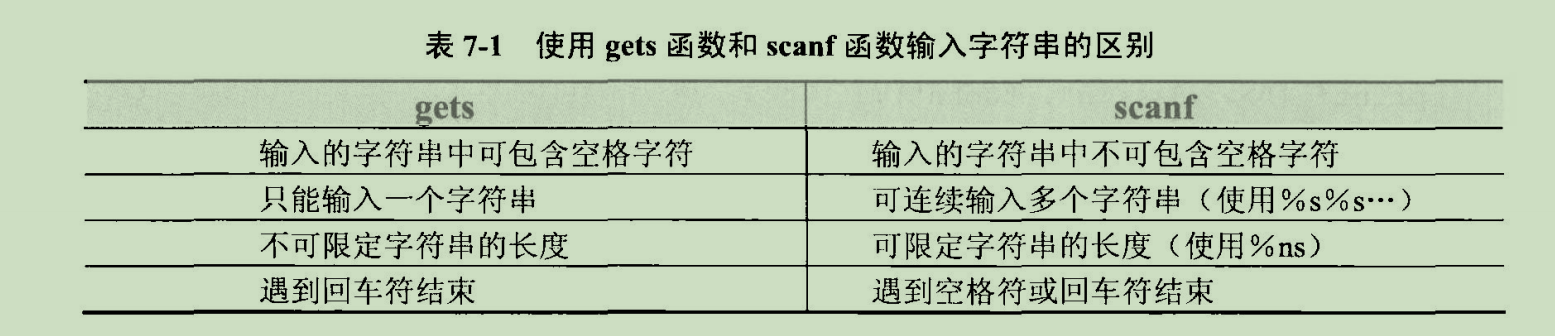 表 7-1 使用 gets 函数和 scanf 函数输入字符串的区别
gets scanf
输入的字符串中可包含空格字符 输入的字符串中不可包含空格字符
只能输入一个字符串 可连续输入多个字符串（使用%s%s…）
不可限定字符串的长度 可限定字符串的长度（使用%ns）
遇到回车符结束 遇到空格符或回车符结束